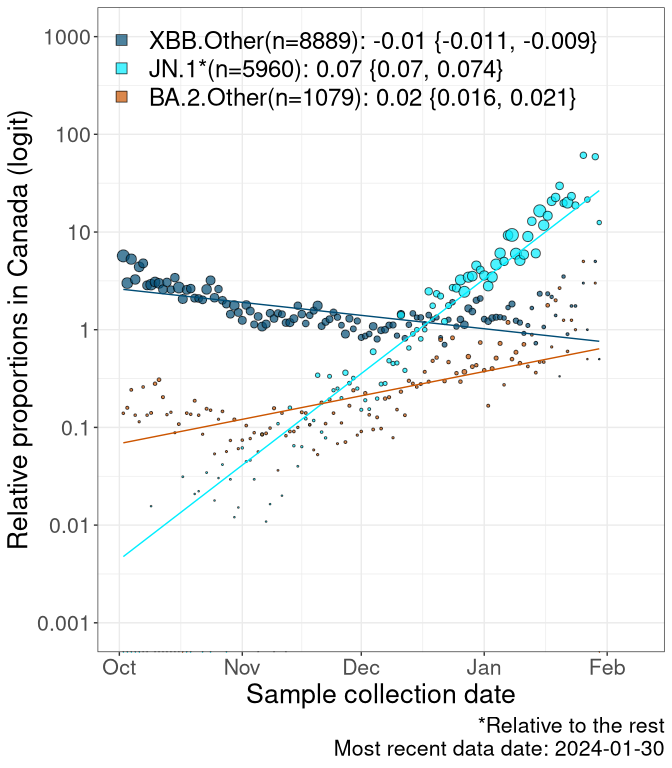 XBB.Other(n=8889): -0.01 {-0.011, -0.009}
JN.1*(n=5960): 0.07 {0.07, 0.074}
BA.2.Other(n=1079): 0.02 {0.016, 0.021}
Relative proportions in Canada (logit)
1000
100
10
1
0.1
0.01
0.001
Oct Nov Dec Jan Feb
Sample collection date
*Relative to the rest
Most recent data date: 2024-01-30